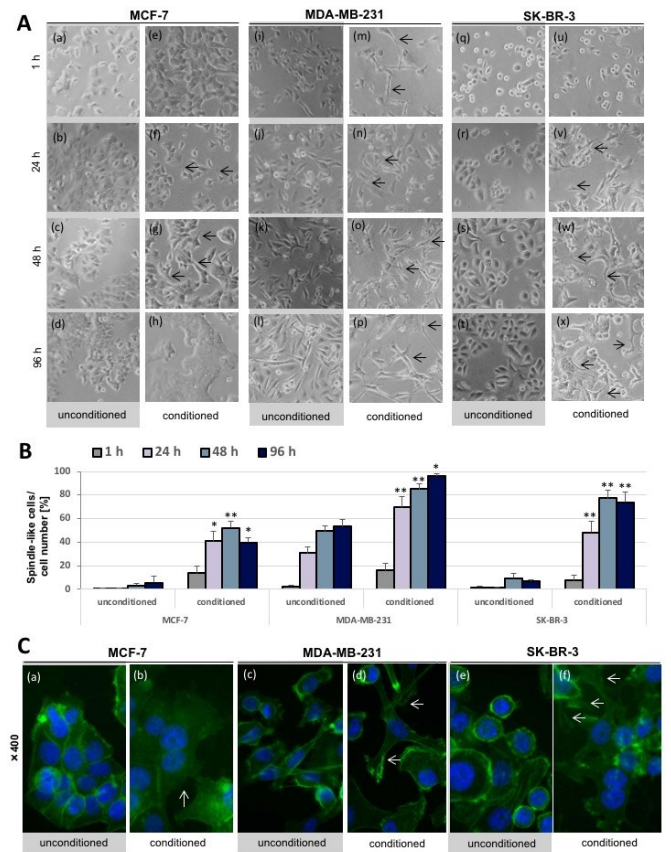 A
MCF-7 MDA-MB-231 SK-BR-3
(a) (e) (i) (m) (q) (u)
1 h
(b) (f) (j) (n) (r) (v)
24 h
(c) (g) (k) (o) (s) (w)
48 h
(d) (h) (l) (p) (t) (x)
96 h
unconditioned conditioned unconditioned conditioned unconditioned conditioned
B
1 h 24 h 48 h 96 h
Spindle-like cells/
cell number [%]
100
80
60
40
20
0
* ** * ** ** * ** ** **
unconditioned conditioned unconditioned conditioned unconditioned conditioned
MCF-7 MDA-MB-231 SK-BR-3
C
MCF-7 MDA-MB-231 SK-BR-3
(a) (b) (c) (d) (e) (f)
×400
unconditioned conditioned unconditioned conditioned unconditioned conditioned